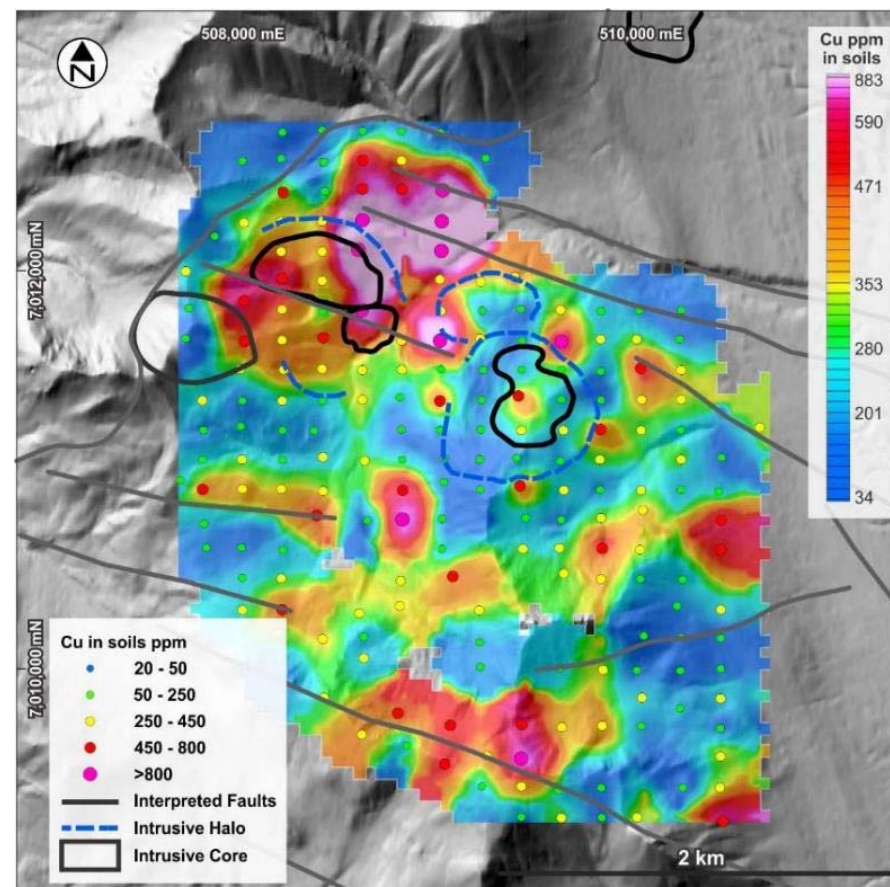 508,000 mE
510,000 mE
N
Cu ppm
in soils
883
590
471
353
280
201
34
7,012,000 mN
7,010,000 mN
Cu in soils ppm
20 - 50
50 - 250
250 - 450
450 - 800
>800
Interpreted Faults
Intrusive Halo
Intrusive Core
2 km